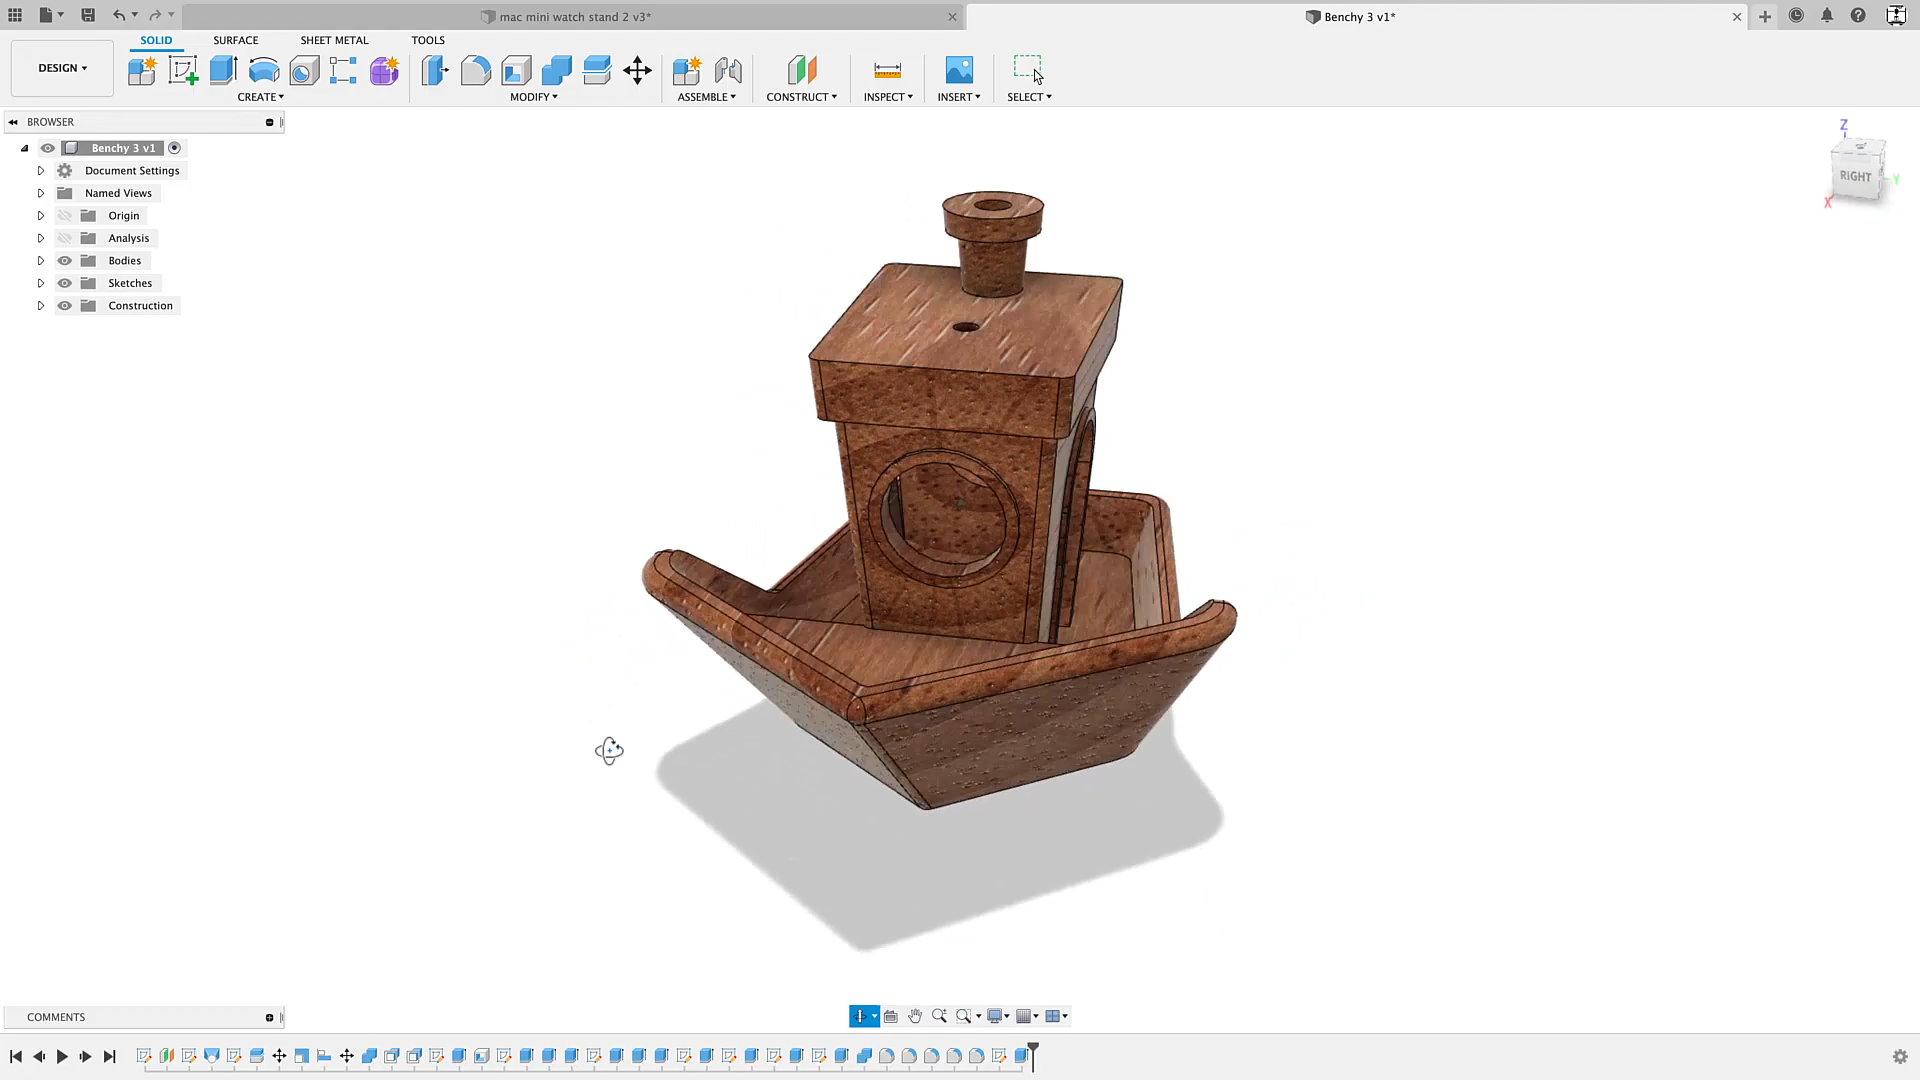 mac mini watch stand 2 v3*
Benchy 3 v1*
DESIGN
SOLID
SURFACE
SHEET METAL
TOOLS
CREATE
MODIFY
ASSEMBLE
CONSTRUCT
INSPECT
INSERT
SELECT
BROWSER
Benchy 3 v1
Document Settings
Named Views
Origin
Analysis
Bodies
Sketches
Construction
Z
RIGHT
X
Y
COMMENTS